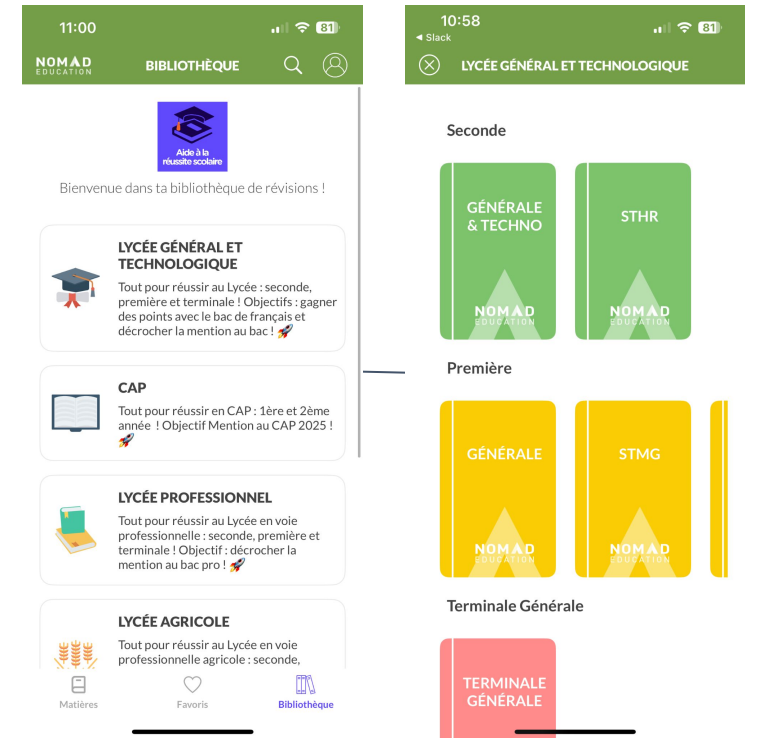 11:00
81
NOMAD
EDUCATION
BIBLIOTHÈQUE
Aide à la
réussite scolaire
Bienvenue dans ta bibliothèque de révisions !
LYCÉE GÉNÉRAL ET
TECHNOLOGIQUE
Tout pour réussir au Lycée : seconde,
première et terminale ! Objectifs : gagner
des points avec le bac de français et
décrocher la mention au bac ! 🚀
CAP
Tout pour réussir en CAP : 1ère et 2ème
année ! Objectif Mention au CAP 2025 !
🚀
LYCÉE PROFESSIONNEL
Tout pour réussir au Lycée en voie
professionnelle : seconde, première et
terminale ! Objectif : décrocher la
mention au bac pro ! 🚀
LYCÉE AGRICOLE
Tout pour réussir au Lycée en voie
professionnelle agricole : seconde,
Matières
Favoris
Bibliothèque
10:58
◄ Slack
81
LYCÉE GÉNÉRAL ET TECHNOLOGIQUE
Seconde
GÉNÉRALE
& TECHNO
NOMAD
EDUCATION
STHR
NOMAD
EDUCATION
Première
GÉNÉRALE
NOMAD
EDUCATION
STMG
NOMAD
EDUCATION
Terminale Générale
TERMINALE
GÉNÉRALE